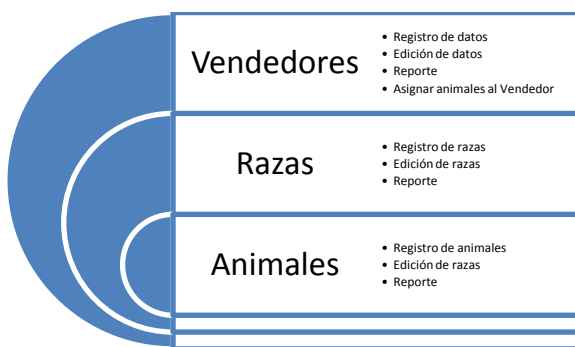 Vendedores
• Registro de datos
• Edición de datos
• Reporte
• Asignar animales al Vendedor
Razas
• Registro de razas
• Edición de razas
• Reporte
Animales
• Registro de animales
• Edición de razas
• Reporte